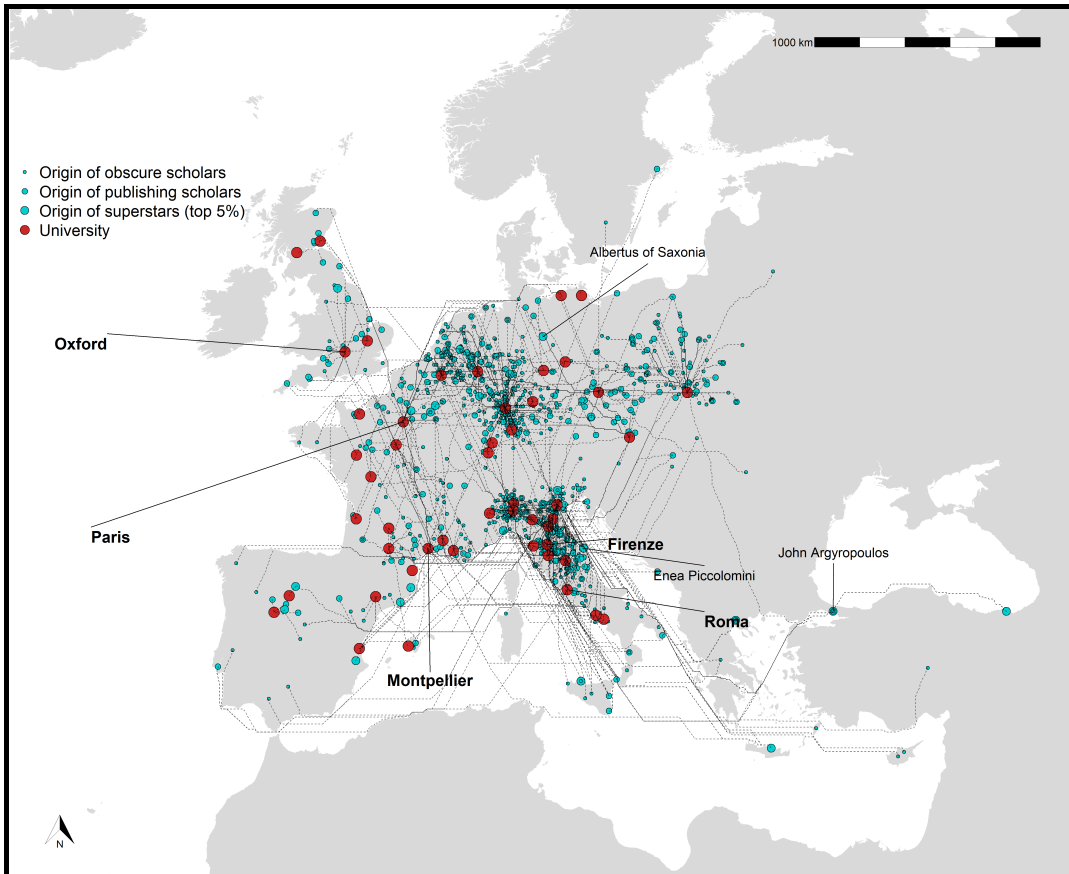 1000 km
Origin of obscure scholars
Origin of publishing scholars
Origin of superstars (top 5%)
University
Albertus of Saxonia
Oxford
Paris
Firenze
John Argyropoulos
Enea Piccolomini
Roma
Montpellier
N